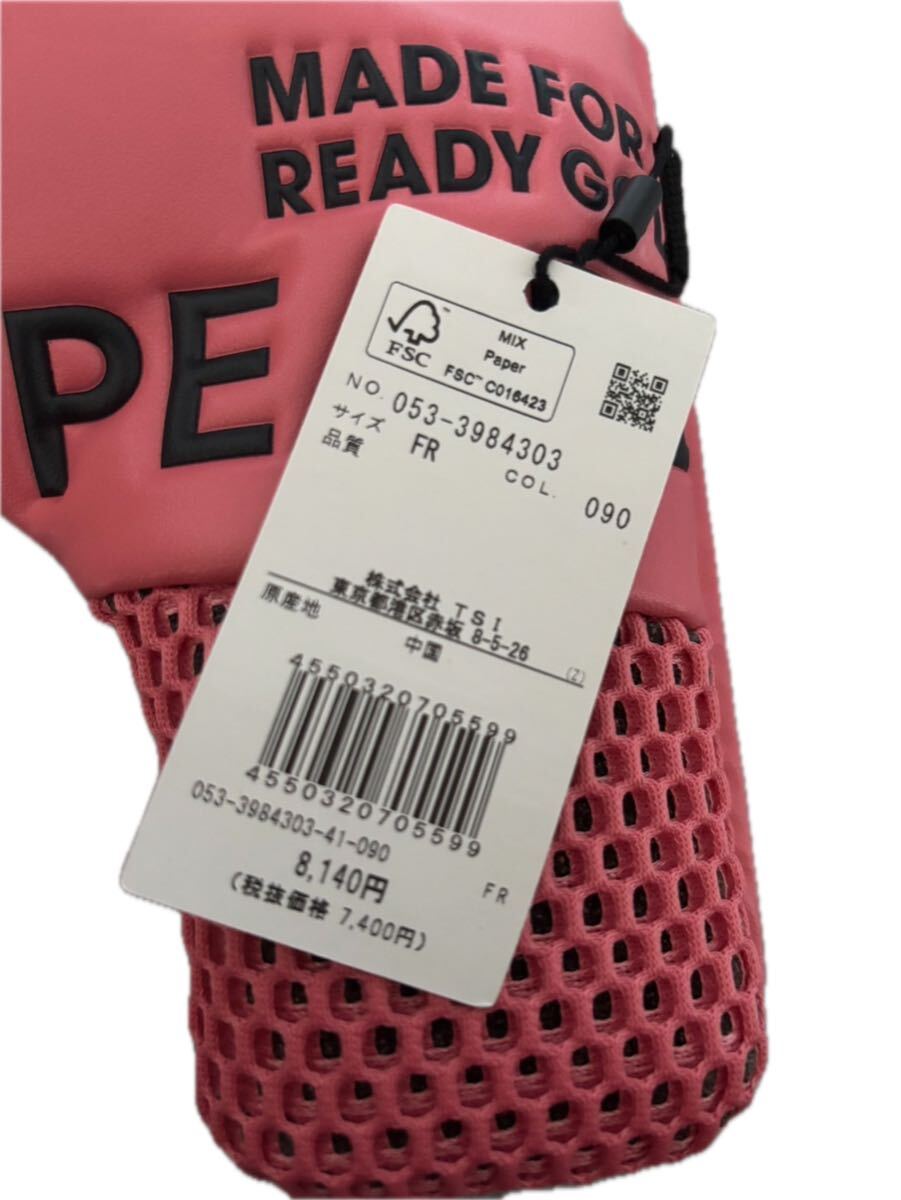 MADE FOR
READY GO
PE
FSC
MIX
Paper
FSC™ C016423
NO. 053-3984303
サイズ FR
品質
COL. 090
株式会社 TSI
東京都港区赤坂 8-5-26
原産地 中国
(Z)
4550320705599
4550320705599
053-3984303-41-090
FR
8,140円
(税抜価格 7,400円)